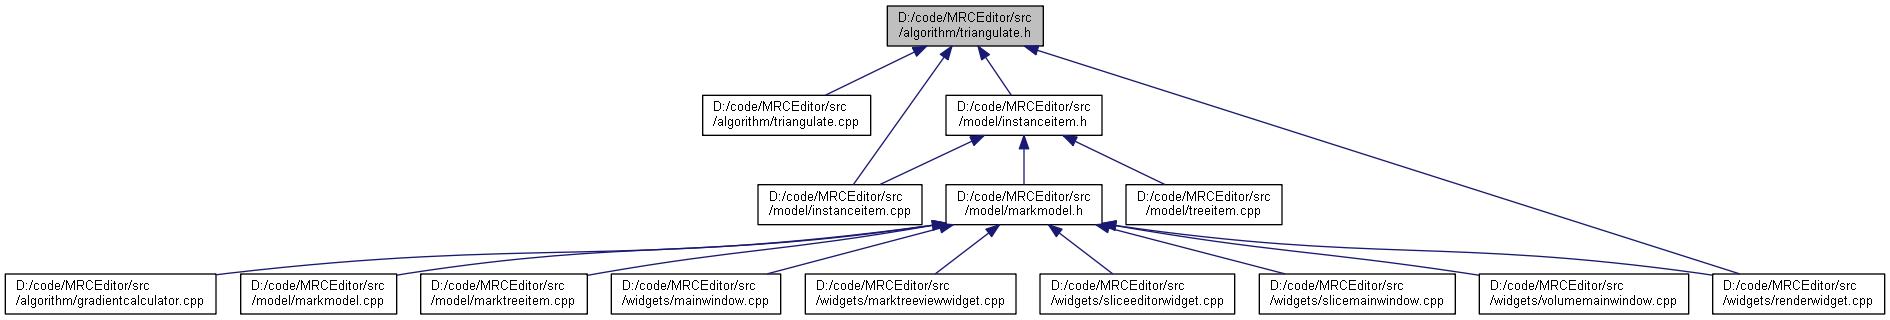 D:/code/MRCEditor/src
/algorithm/triangulate.h
D:/code/MRCEditor/src
/algorithm/triangulate.cpp
D:/code/MRCEditor/src
/model/instanceitem.h
D:/code/MRCEditor/src
/model/instanceitem.cpp
D:/code/MRCEditor/src
/model/markmodel.h
D:/code/MRCEditor/src
/model/treeitem.cpp
D:/code/MRCEditor/src
/algorithm/gradientcalculator.cpp
D:/code/MRCEditor/src
/model/markmodel.cpp
D:/code/MRCEditor/src
/model/marktreeitem.cpp
D:/code/MRCEditor/src
/widgets/mainwindow.cpp
D:/code/MRCEditor/src
/widgets/marktreeviewwidget.cpp
D:/code/MRCEditor/src
/widgets/sliceeditorwidget.cpp
D:/code/MRCEditor/src
/widgets/slicemainwindow.cpp
D:/code/MRCEditor/src
/widgets/volumemainwindow.cpp
D:/code/MRCEditor/src
/widgets/renderwidget.cpp